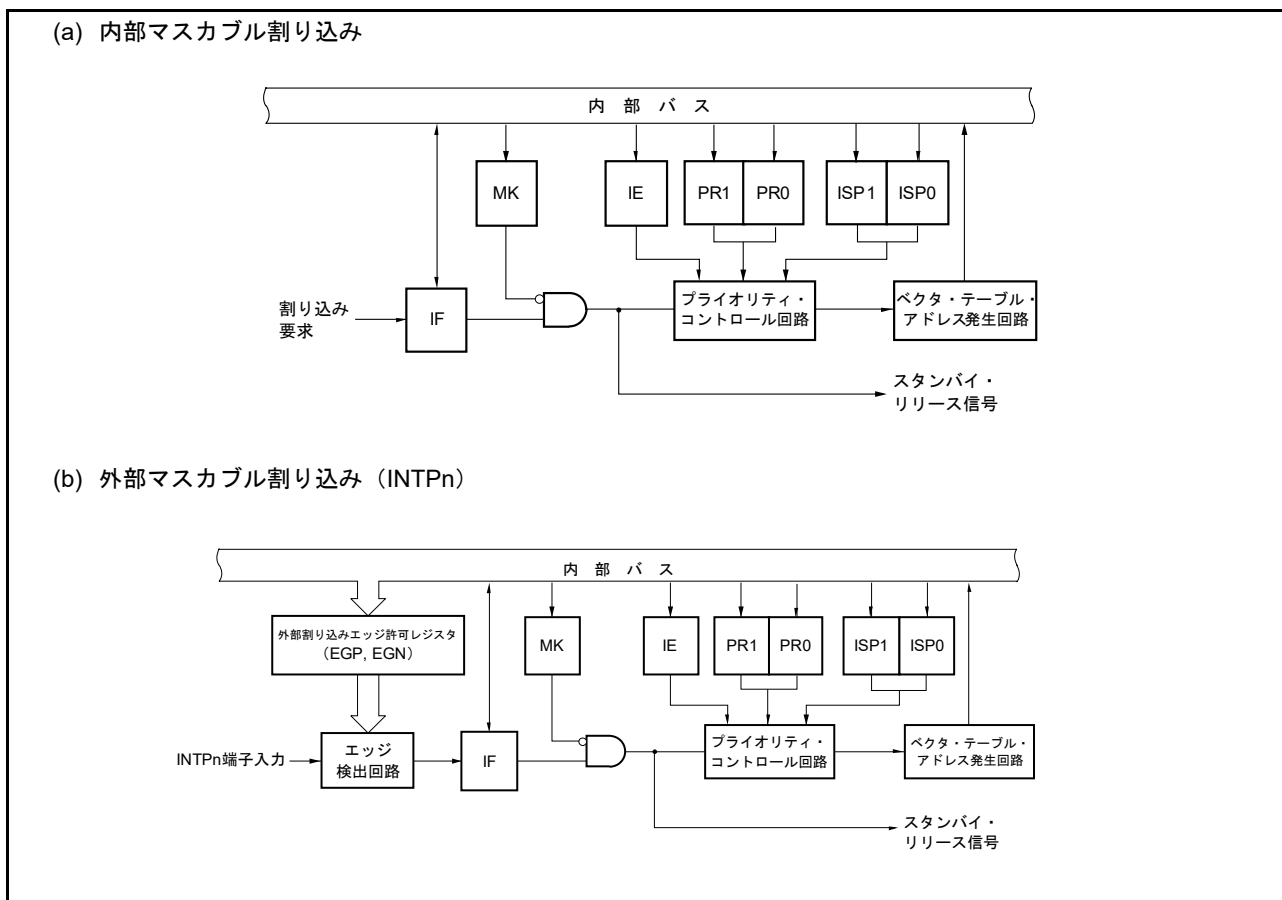 (a) 内部マスカブル割り込み
内 部 バ ス
MK
IE
PR1
PR0
ISP1
ISP0
割り込み
要求
IF
プライオリティ・
コントロール回路
ベクタ・テーブル・
アドレス発生回路
スタンバイ・
リリース信号
(b) 外部マスカブル割り込み（INTPn）
内 部 バ ス
外部割り込みエッジ許可レジスタ
（EGP, EGN）
MK
IE
PR1
PR0
ISP1
ISP0
INTPn端子入力
エッジ
検出回路
IF
プライオリティ・
コントロール回路
ベクタ・テーブル・
アドレス発生回路
スタンバイ・
リリース信号